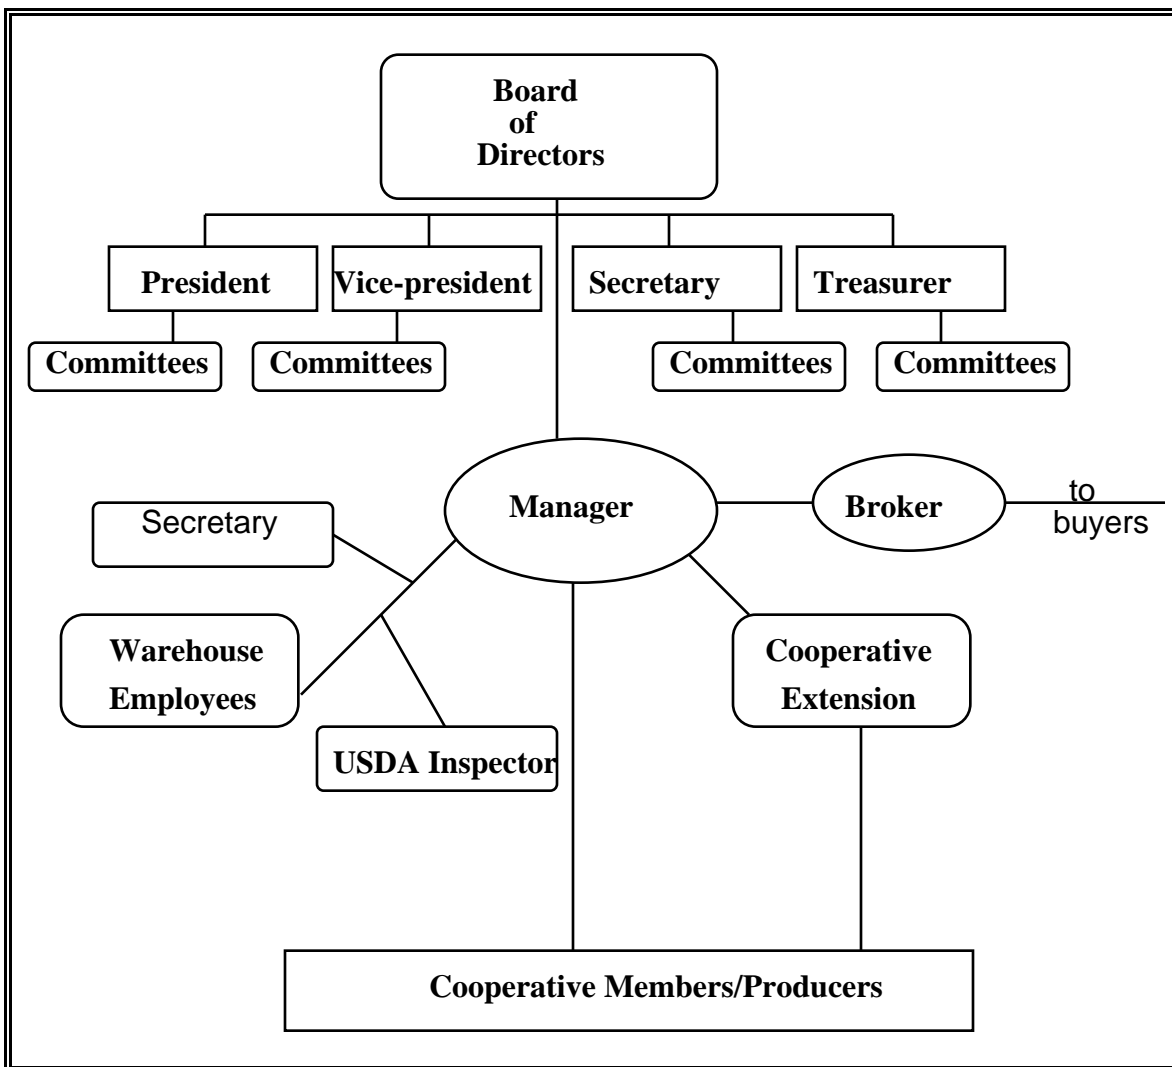 Board
of
Directors
President
Vice-president
Secretary
Treasurer
Committees
Committees
Committees
Committees
Manager
Broker
to
buyers
Secretary
Warehouse
Employees
Cooperative
Extension
USDA Inspector
Cooperative Members/Producers